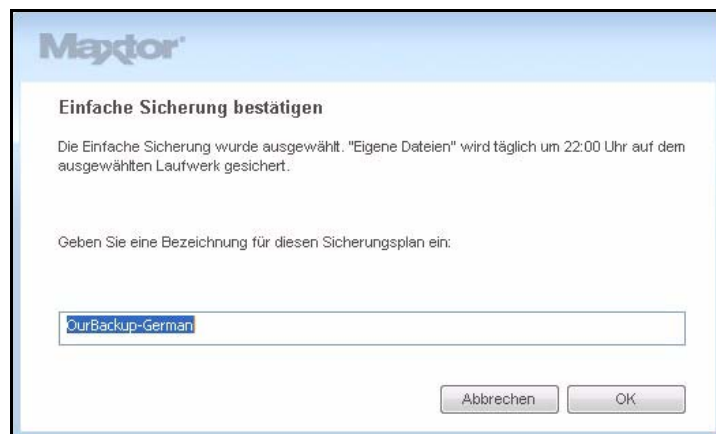 Maxtor
Einfache Sicherung bestätigen
Die Einfache Sicherung wurde ausgewählt. "Eigene Dateien" wird täglich um 22:00 Uhr auf dem
ausgewählten Laufwerk gesichert.
Geben Sie eine Bezeichnung für diesen Sicherungsplan ein:
OurBackup-German
Abbrechen OK